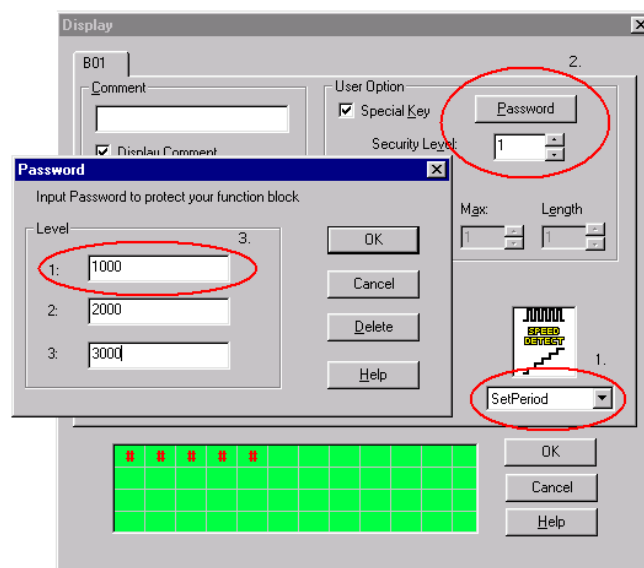 Display
B01
2.
Comment
User Option
Special Key
Password
Display Comment
Security Level:
1
Password
Input Password to protect your function block
Level
3.
1:
1000
OK
2:
2000
Cancel
3:
3000
Delete
Help
Max:
Length
1
1
SPEED
DETECT
1.
SetPeriod
# # # # #
OK
Cancel
Help